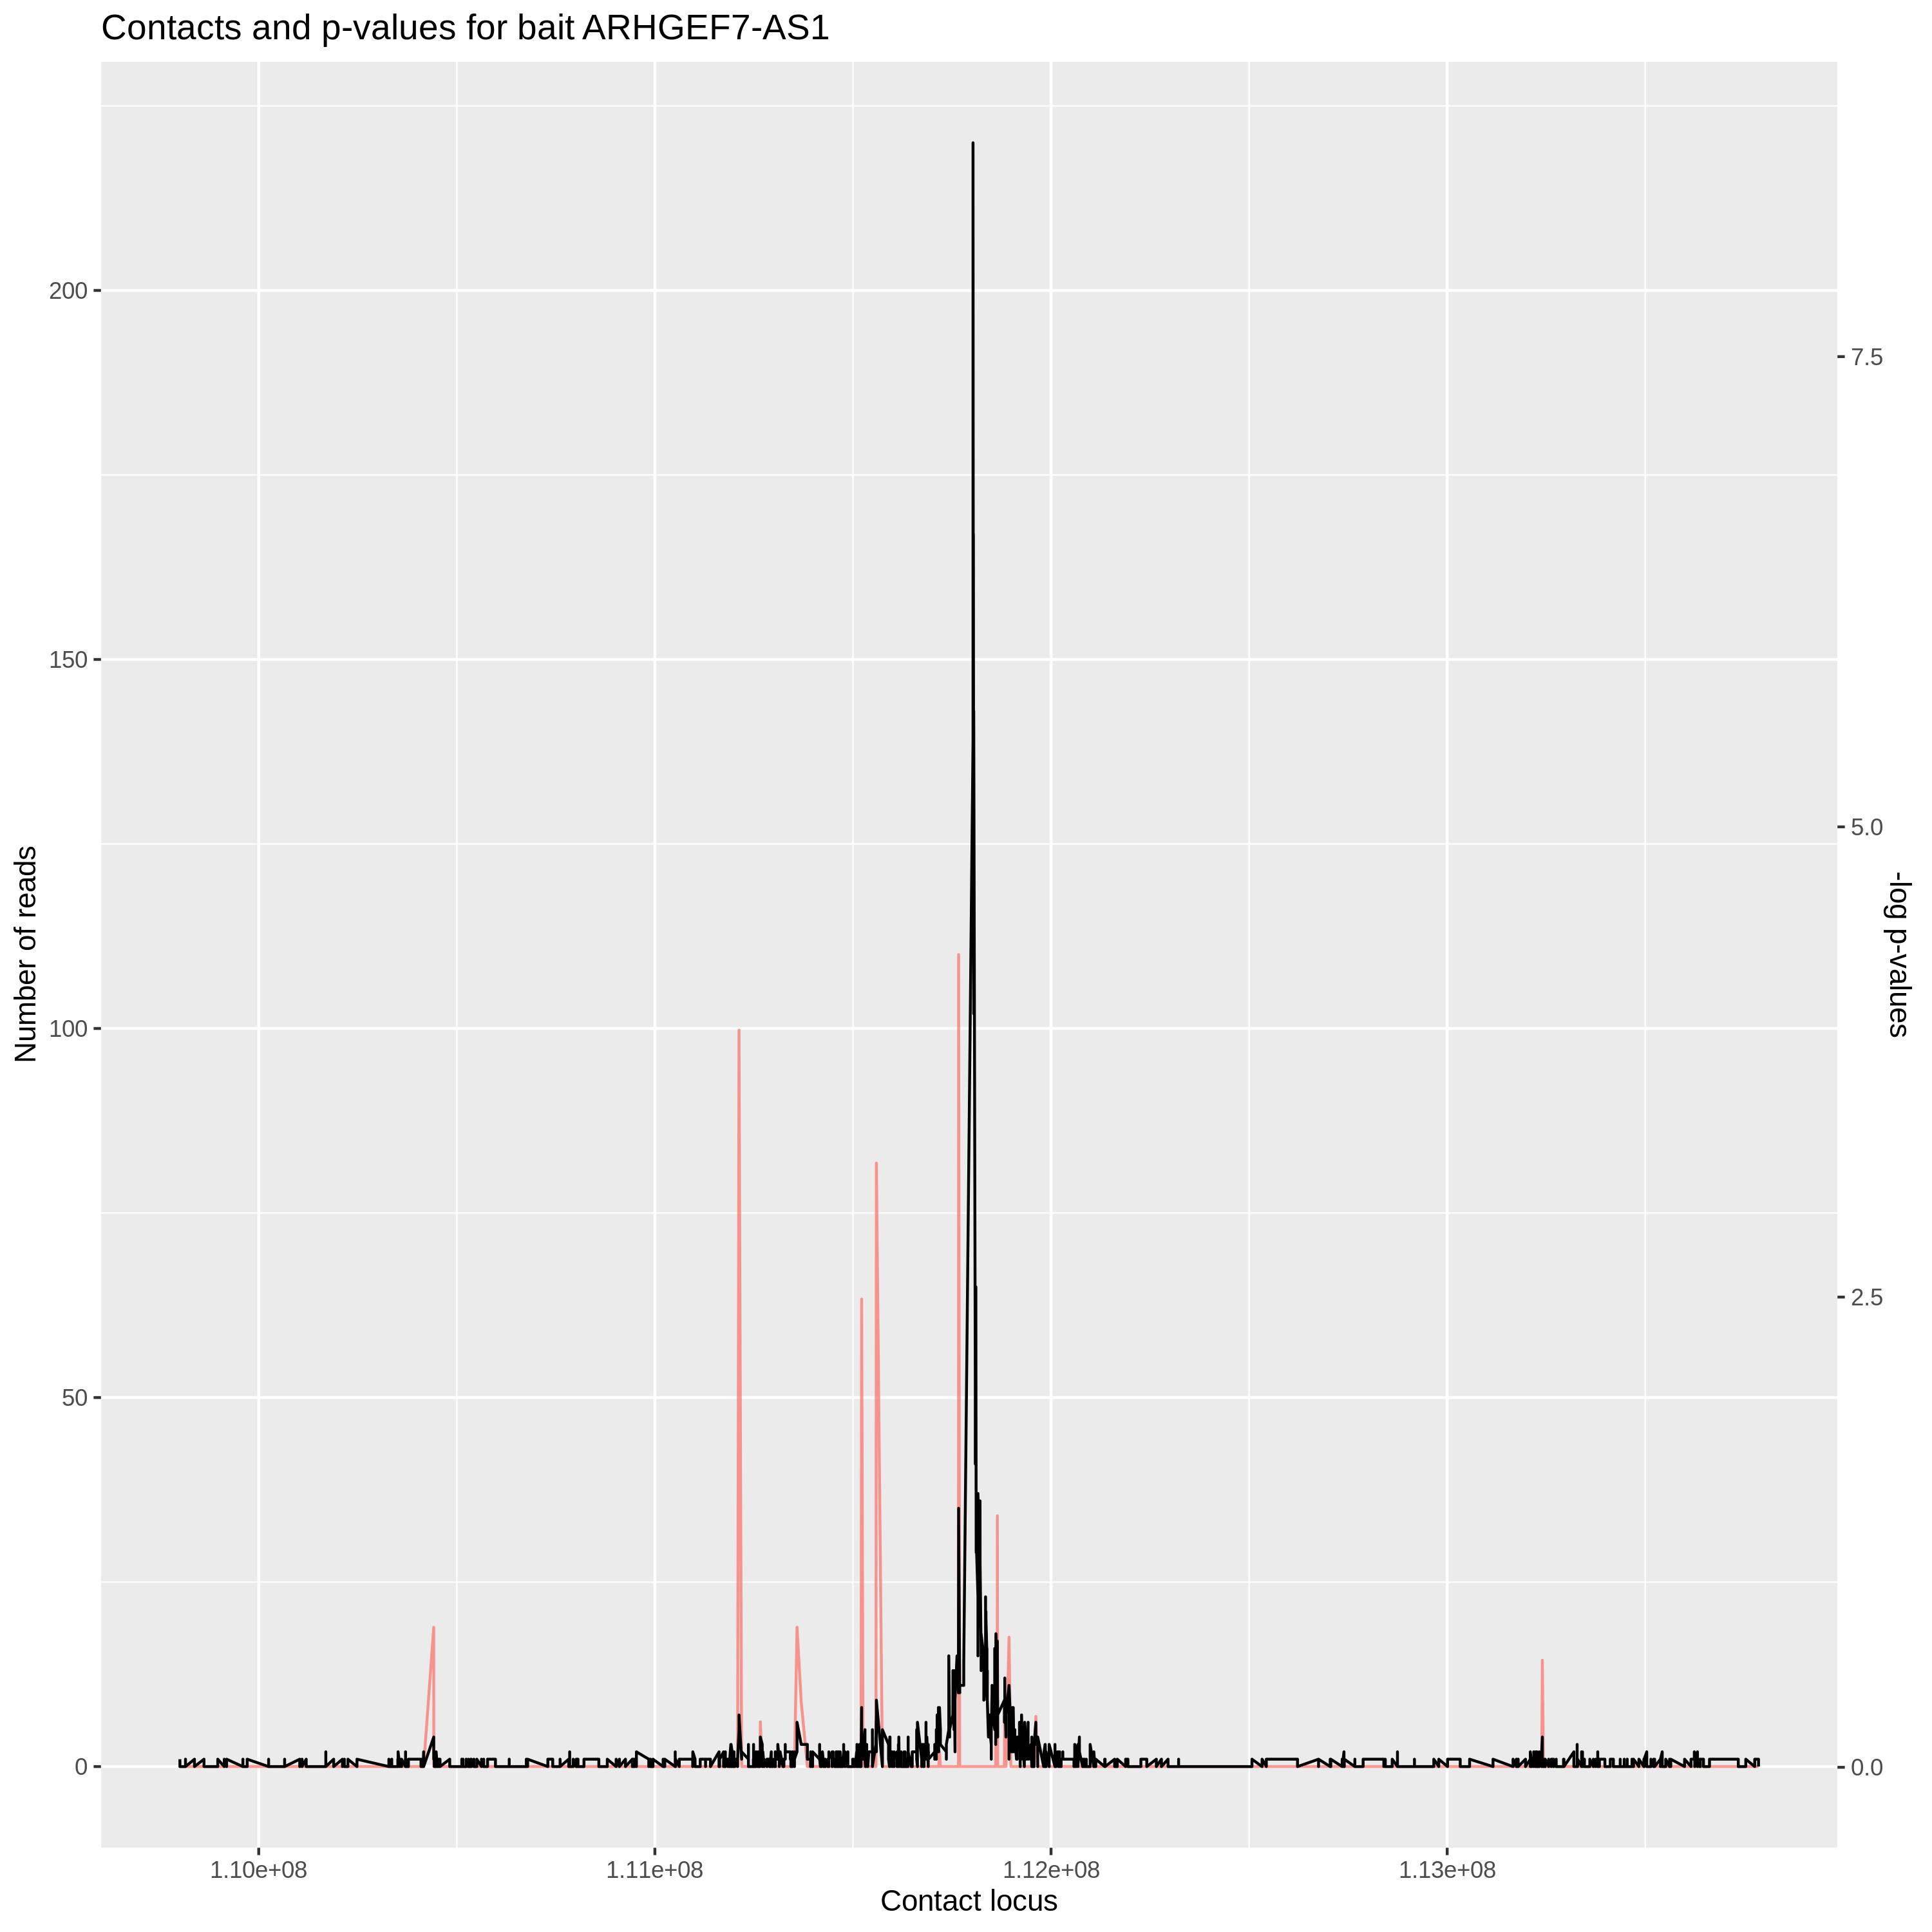 Contacts and p-values for bait ARHGEF7-AS1
200
150
100
50
0
Number of reads
7.5
5.0
2.5
0.0
-log p-values
1.10e+08
1.11e+08
1.12e+08
1.13e+08
Contact locus